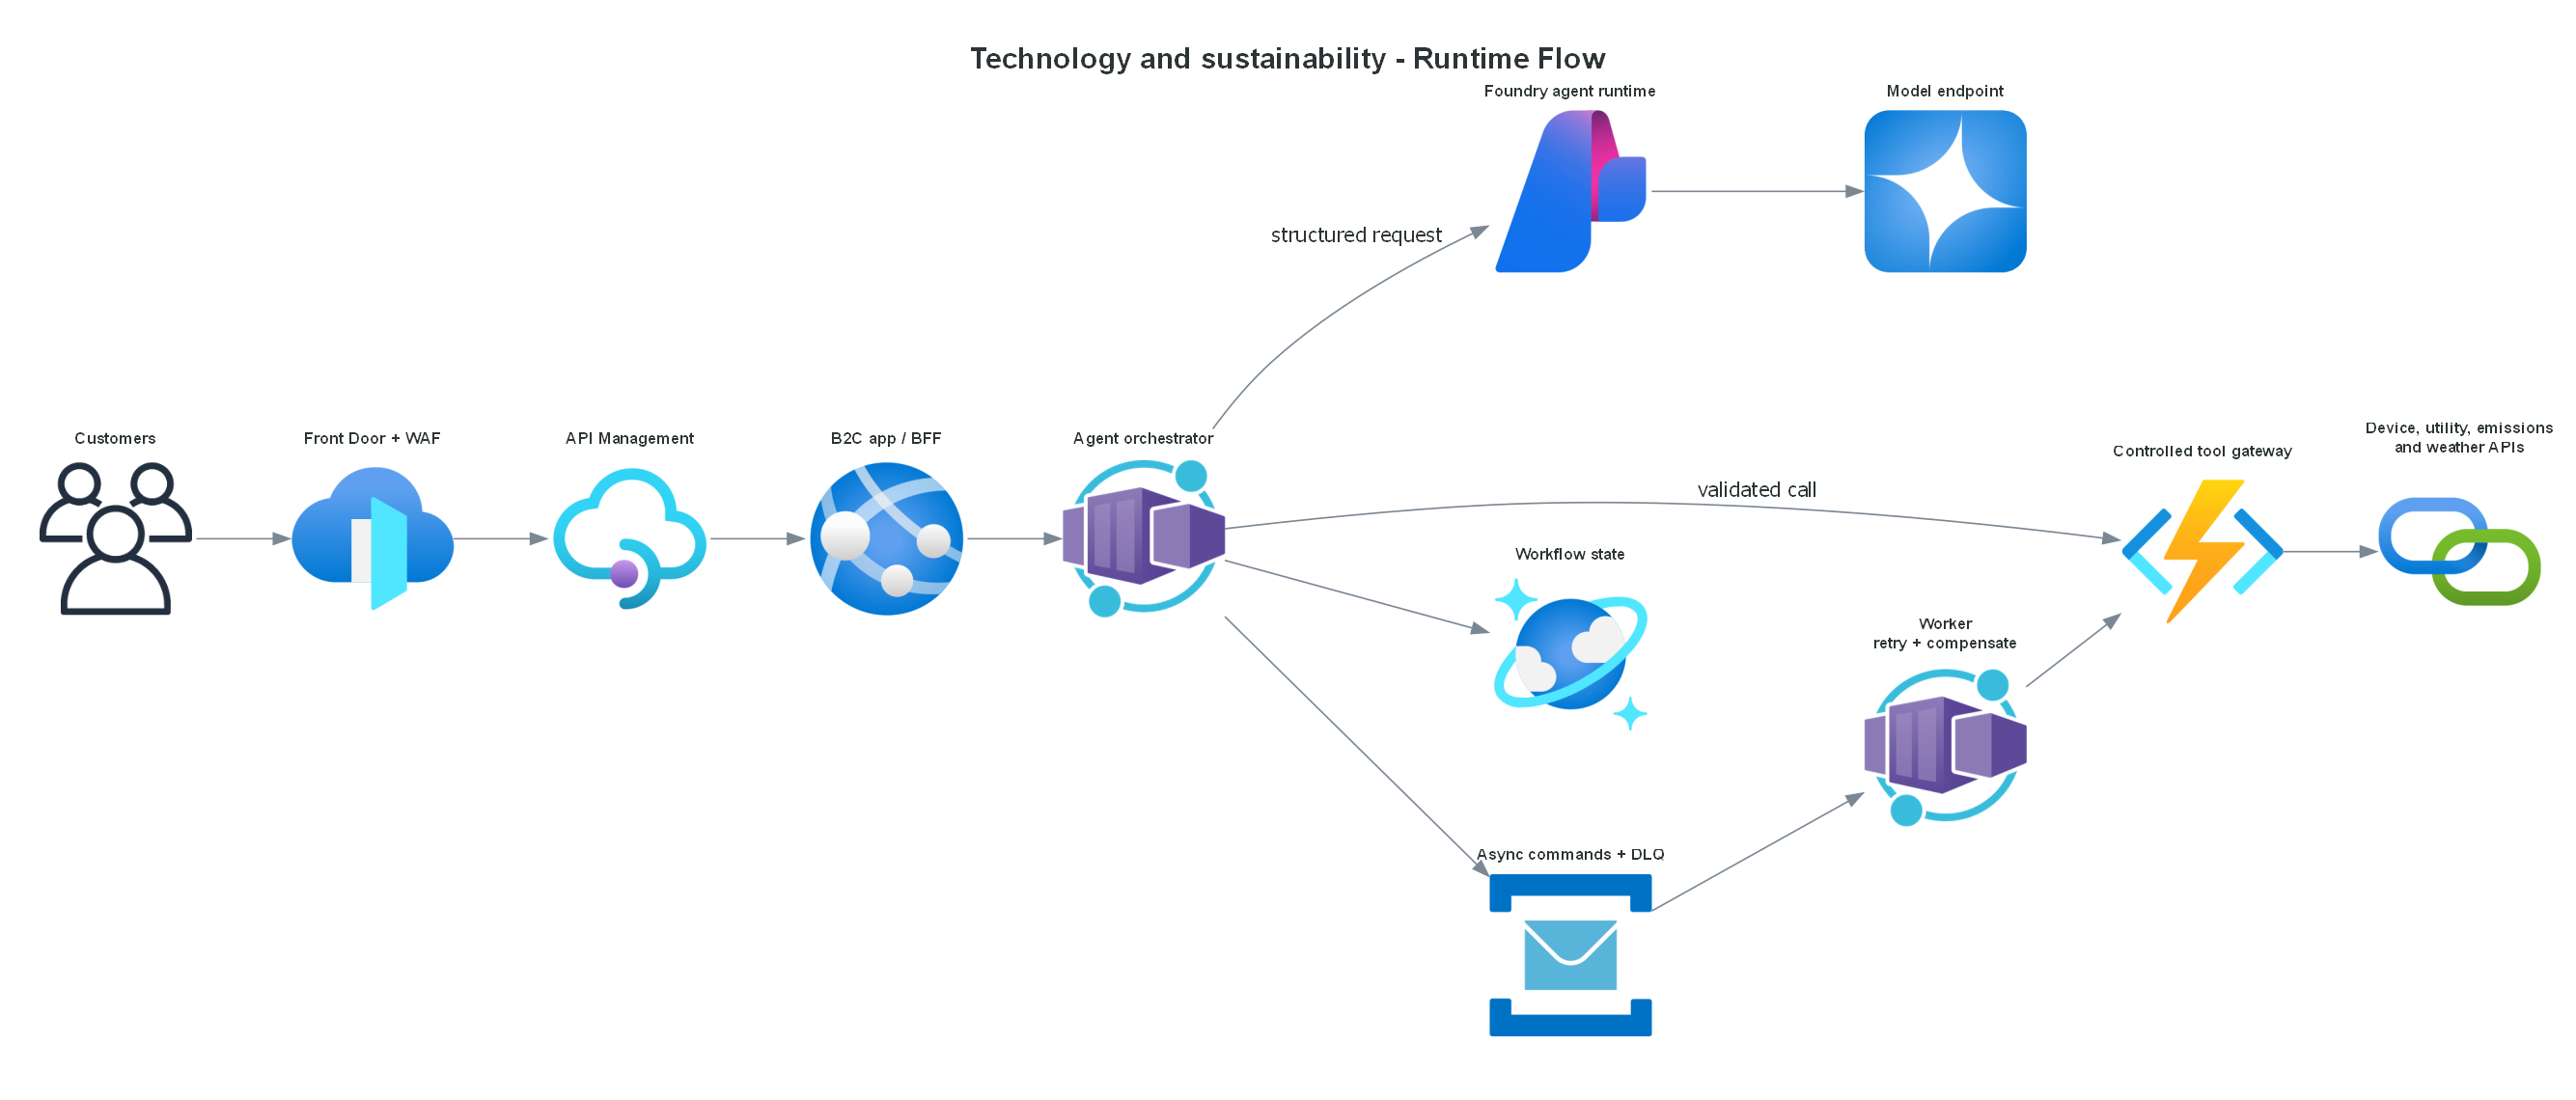 Technology and sustainability - Runtime Flow
Foundry agent runtime
Model endpoint
structured request
Customers
Front Door + WAF
API Management
B2C app / BFF
Agent orchestrator
Controlled tool gateway
Device, utility, emissions
and weather APIs
validated call
Workflow state
Worker
retry + compensate
Async commands + DLQ